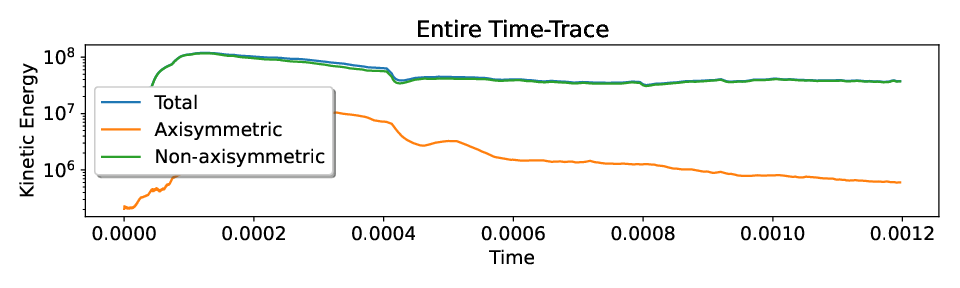 Entire Time-Trace
Kinetic Energy
10⁸
10⁷
10⁶
Total
Axisymmetric
Non-axisymmetric
0.0000 0.0002 0.0004 0.0006 0.0008 0.0010 0.0012
Time